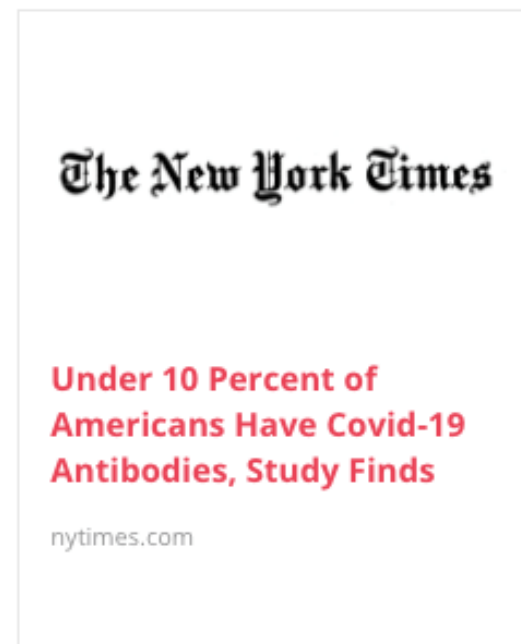 The New York Times
Under 10 Percent of
Americans Have Covid-19
Antibodies, Study Finds
nytimes.com